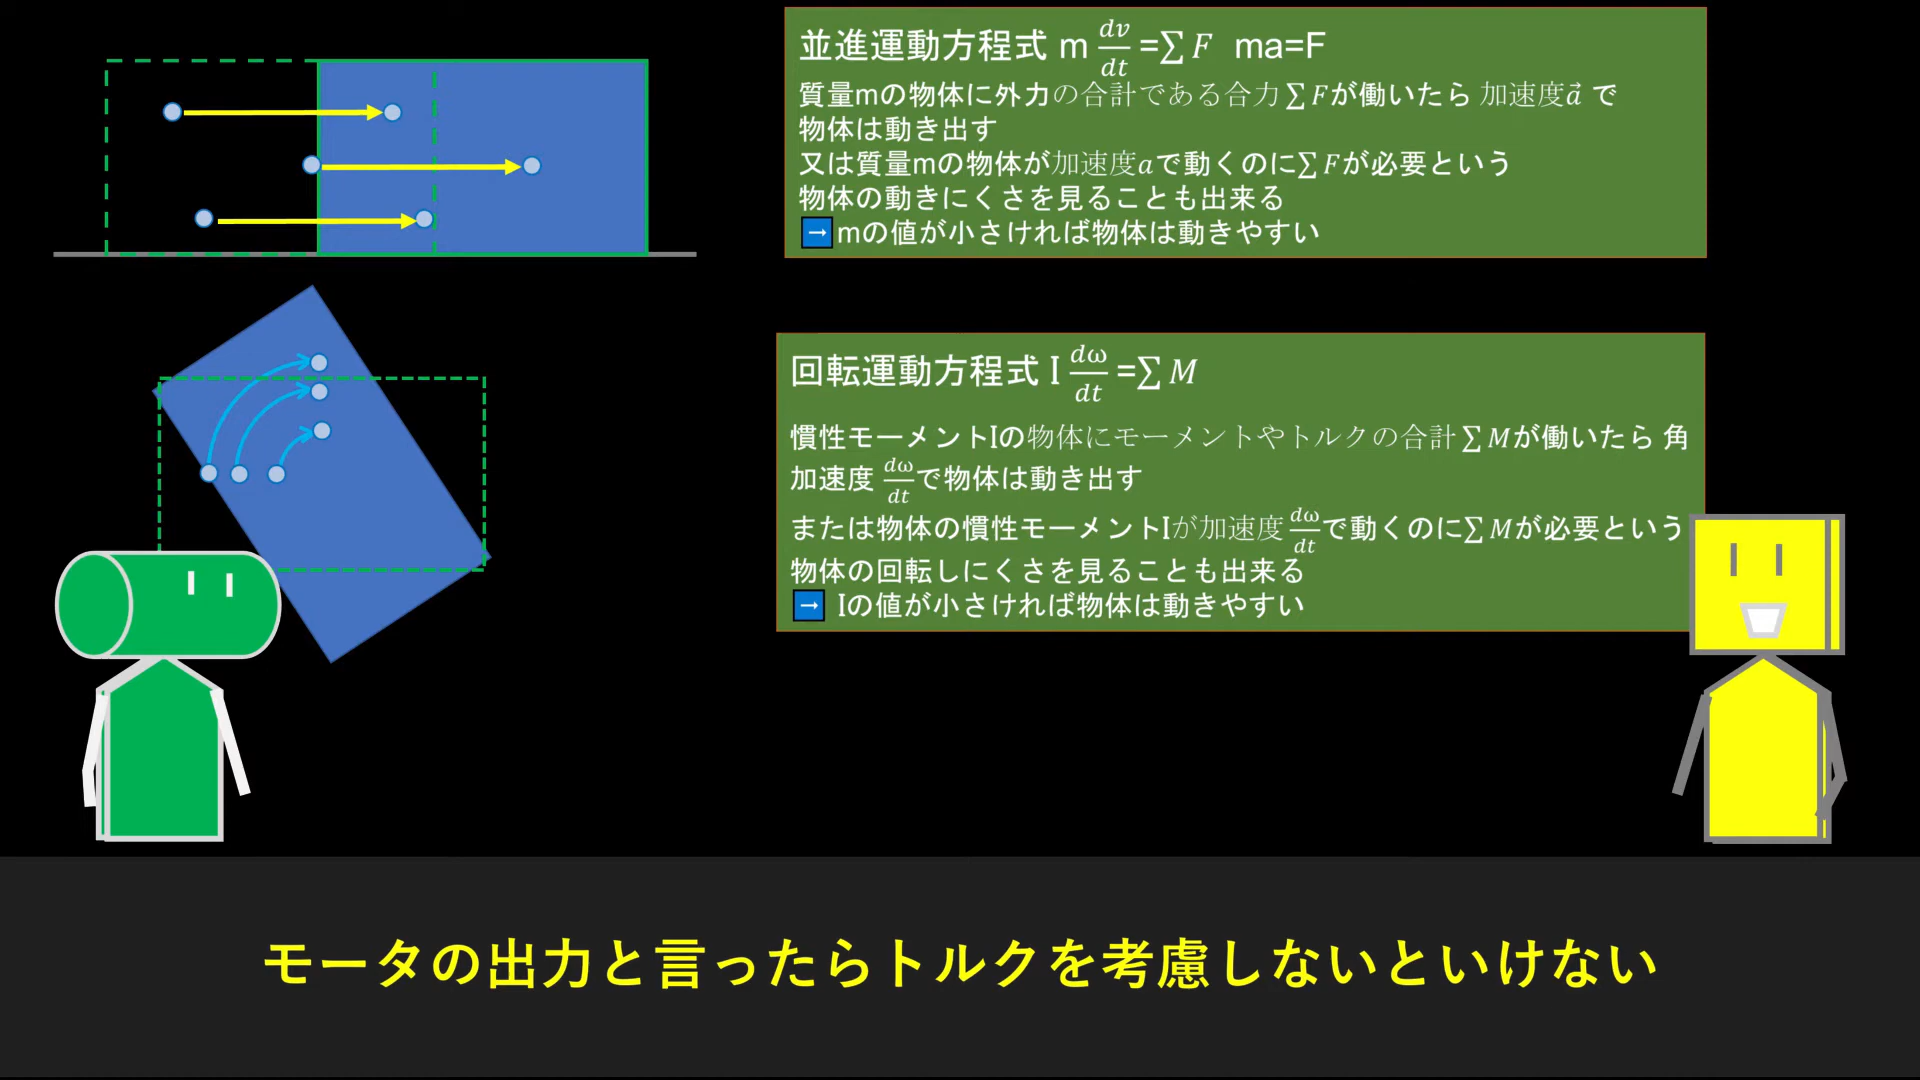 並進運動方程式 m dv/dt =∑F ma=F
質量mの物体に外力の合計である合力∑Fが働いたら 加速度a⃗ で
物体は動き出す
又は質量mの物体が加速度aで動くのに∑Fが必要という
物体の動きにくさを見ることも出来る
➡mの値が小さければ物体は動きやすい
回転運動方程式 I dω/dt =∑M
慣性モーメントIの物体にモーメントやトルクの合計∑Mが働いたら 角
加速度 dω/dt で物体は動き出す
または物体の慣性モーメントIが加速度 dω/dt で動くのに∑Mが必要という
物体の回転しにくさを見ることも出来る
➡ Iの値が小さければ物体は動きやすい
モータの出力と言ったらトルクを考慮しないといけない